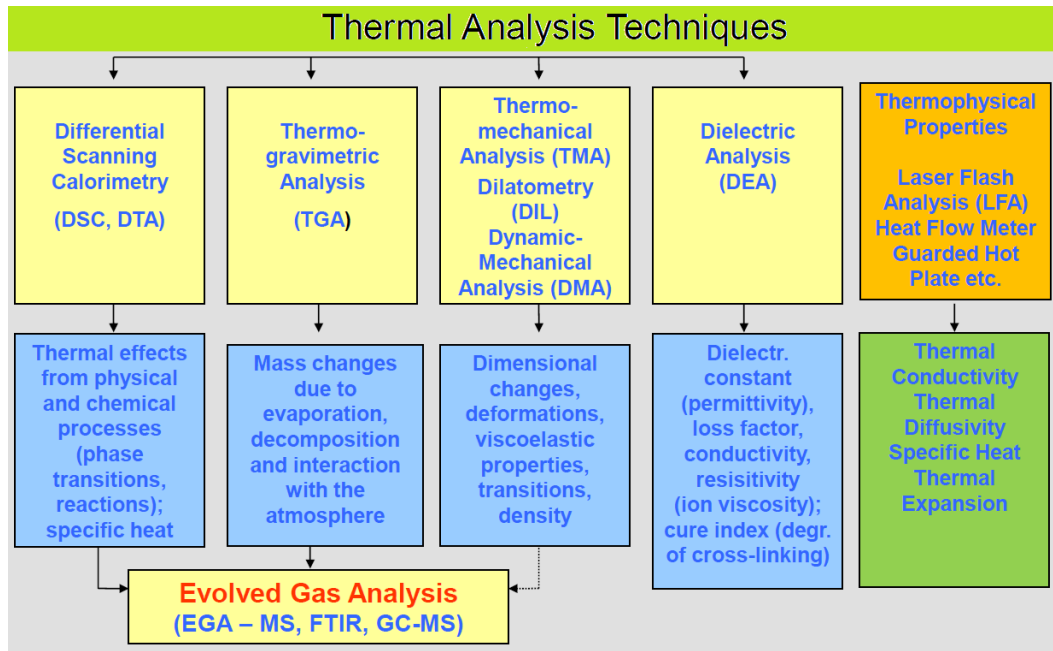 Thermal Analysis Techniques
Differential
Scanning
Calorimetry
(DSC, DTA)
Thermo-
gravimetric
Analysis
(TGA)
Thermo-
mechanical
Analysis (TMA)
Dilatometry
(DIL)
Dynamic-
Mechanical
Analysis (DMA)
Dielectric
Analysis
(DEA)
Thermophysical
Properties
Laser Flash
Analysis (LFA)
Heat Flow Meter
Guarded Hot
Plate etc.
Thermal effects
from physical
and chemical
processes
(phase
transitions,
reactions);
specific heat
Mass changes
due to
evaporation,
decomposition
and interaction
with the
atmosphere
Dimensional
changes,
deformations,
viscoelastic
properties,
transitions,
density
Dielectr.
constant
(permittivity),
loss factor,
conductivity,
resisitivity
(ion viscosity);
cure index (degr.
of cross-linking)
Thermal
Conductivity
Thermal
Diffusivity
Specific Heat
Thermal
Expansion
Evolved Gas Analysis
(EGA – MS, FTIR, GC-MS)